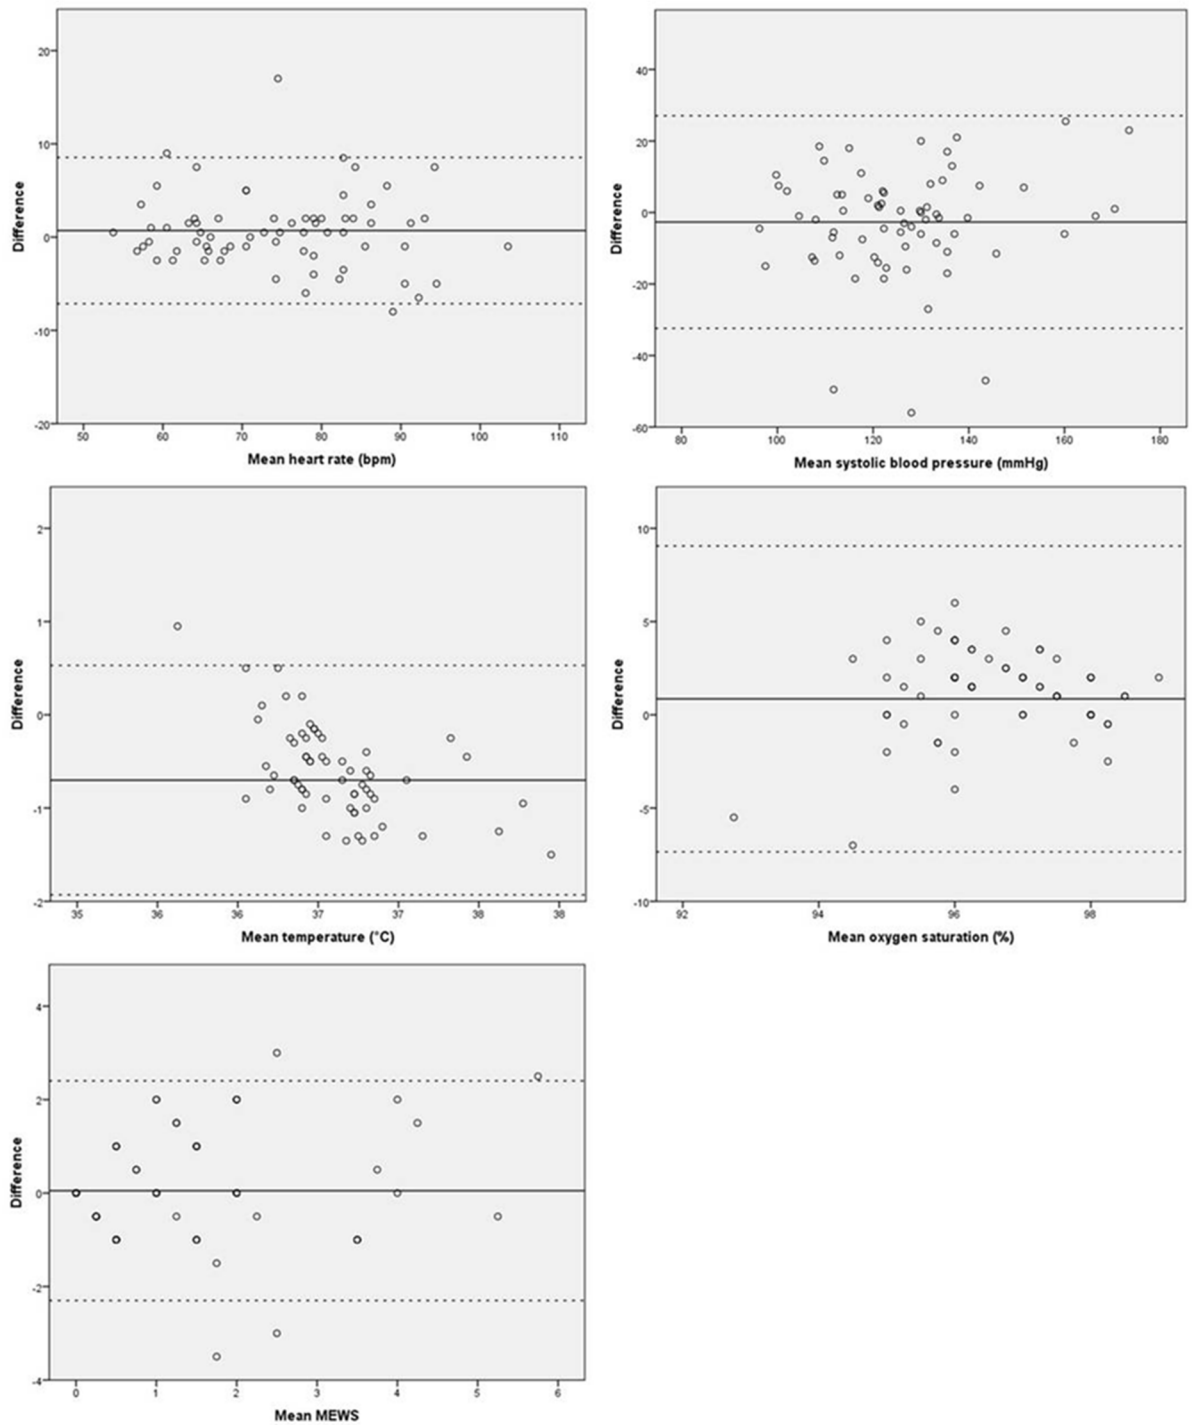 20
10
0
-10
-20
Difference
50 60 70 80 90 100 110
Mean heart rate (bpm)
40
20
0
-20
-40
-60
Difference
80 100 120 140 160 180
Mean systolic blood pressure (mmHg)
2
1
0
-1
-2
Difference
35 36 36 37 37 38 38
Mean temperature (°C)
10
5
0
-5
-10
Difference
92 94 96 98
Mean oxygen saturation (%)
4
2
0
-2
-4
Difference
0 1 2 3 4 5 6
Mean MEWS